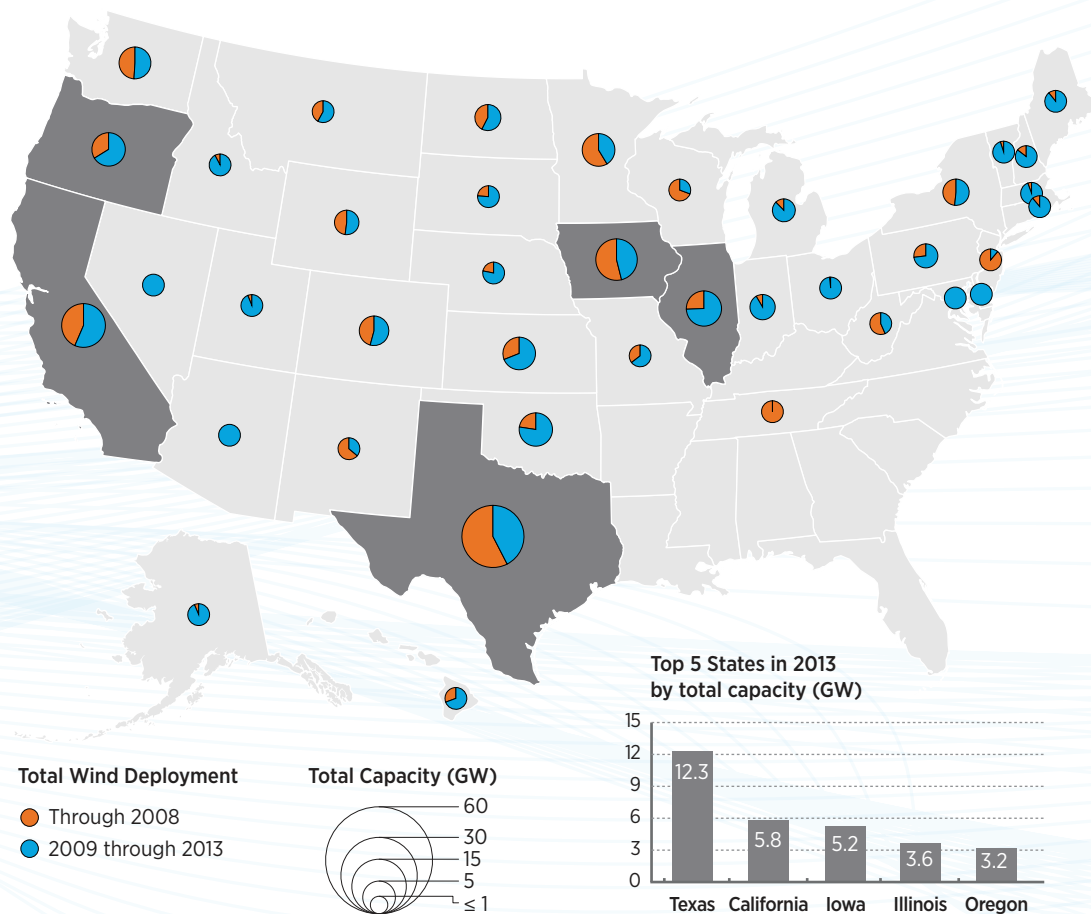 Top 5 States in 2013
by total capacity (GW)
15
12
9
6
3
0
12.3
5.8
5.2
3.6
3.2
Texas California Iowa Illinois Oregon
Total Wind Deployment
Through 2008
2009 through 2013
Total Capacity (GW)
60
30
15
5
≤ 1